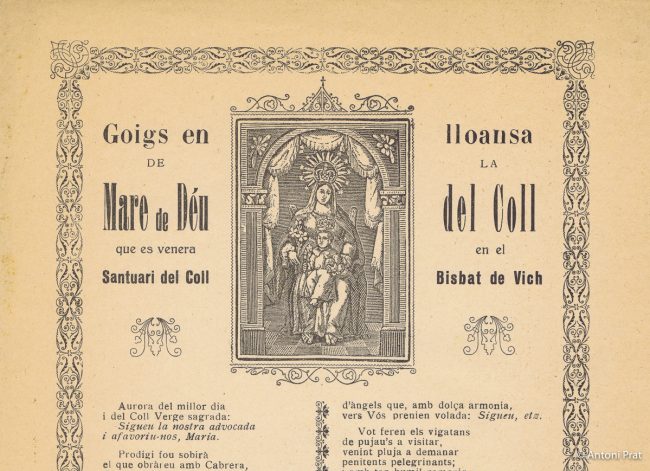 Goigs en lloansa
DE LA
Mare de Déu del Coll
que es venera en el
Santuari del Coll Bisbat de Vich
Aurora del millor dia
i del Coll Verge sagrada:
Sigueu la nostra advocada
i afavoriu-nos, Maria.
Prodigi fou sobirà
el que obràreu amb Cabrera,
d'àngels que, amb dolça armonia,
vers Vós prenien volada: Sigueu, etz.
Vot feren els vigatans
de pujau's a visitar,
venint pluja a demanar
penitents pelegrinants;
© Antoni Prat